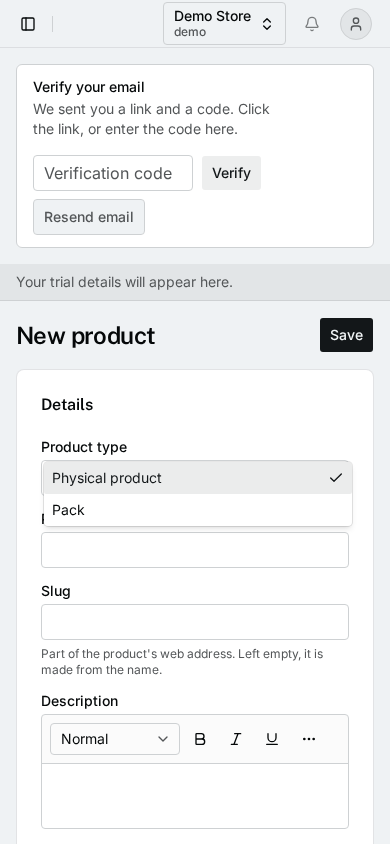 Demo Store
demo
Verify your email
We sent you a link and a code. Click
the link, or enter the code here.
Verification code
Verify
Resend email
Your trial details will appear here.
New product
Save
Details
Product type
Physical product
Pack
Slug
Part of the product's web address. Left empty, it is
made from the name.
Description
Normal
B
I
U